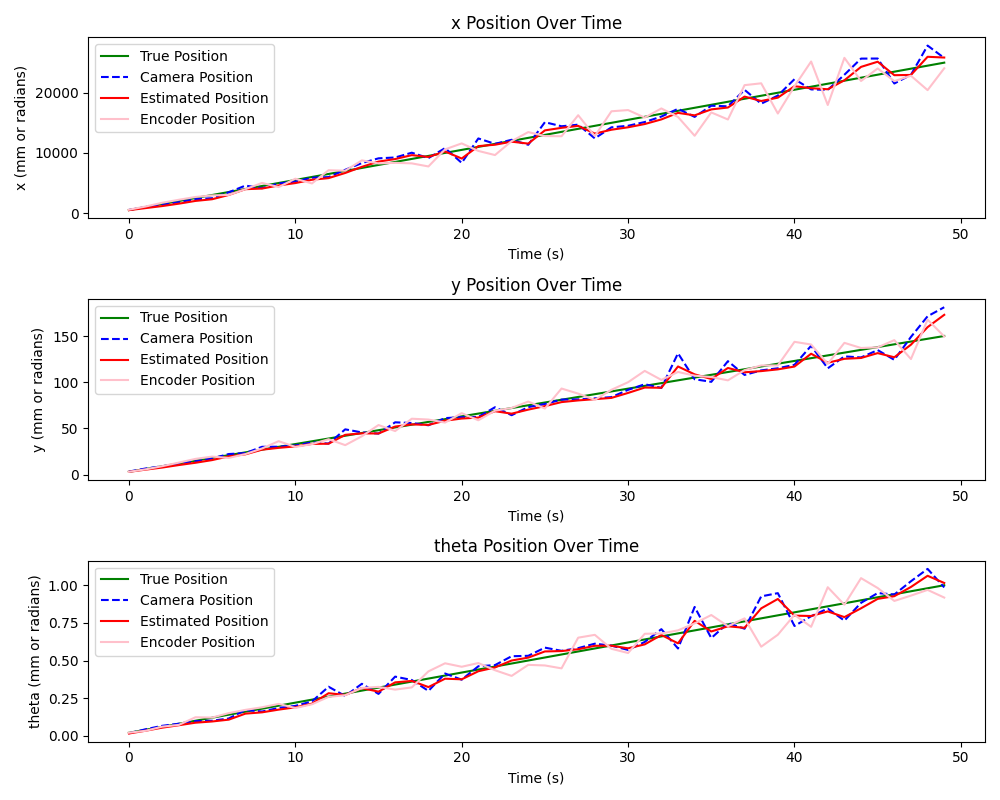 x Position Over Time
True Position
Camera Position
Estimated Position
Encoder Position
x (mm or radians)
20000
10000
0
0 10 20 30 40 50
Time (s)
y Position Over Time
True Position
Camera Position
Estimated Position
Encoder Position
y (mm or radians)
150
100
50
0
0 10 20 30 40 50
Time (s)
theta Position Over Time
True Position
Camera Position
Estimated Position
Encoder Position
theta (mm or radians)
1.00
0.75
0.50
0.25
0.00
0 10 20 30 40 50
Time (s)